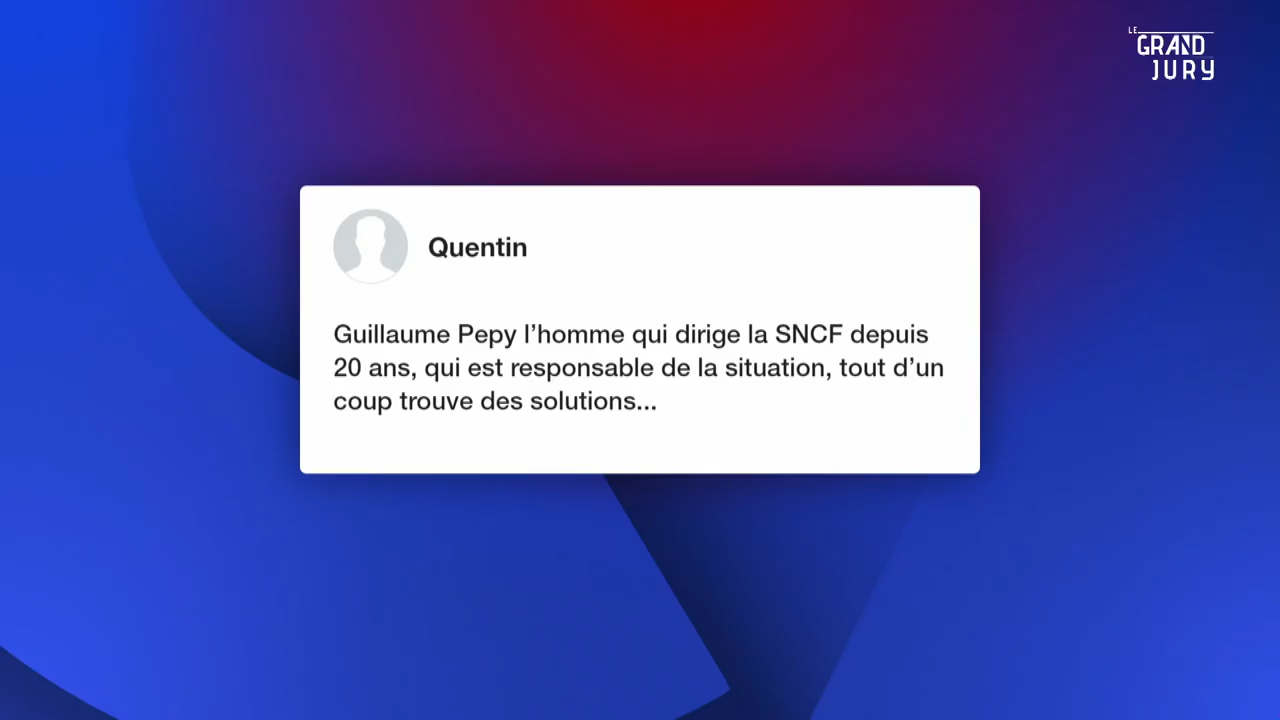 LE
GRAND
JURY
Quentin
Guillaume Pepy l’homme qui dirige la SNCF depuis
20 ans, qui est responsable de la situation, tout d’un
coup trouve des solutions...